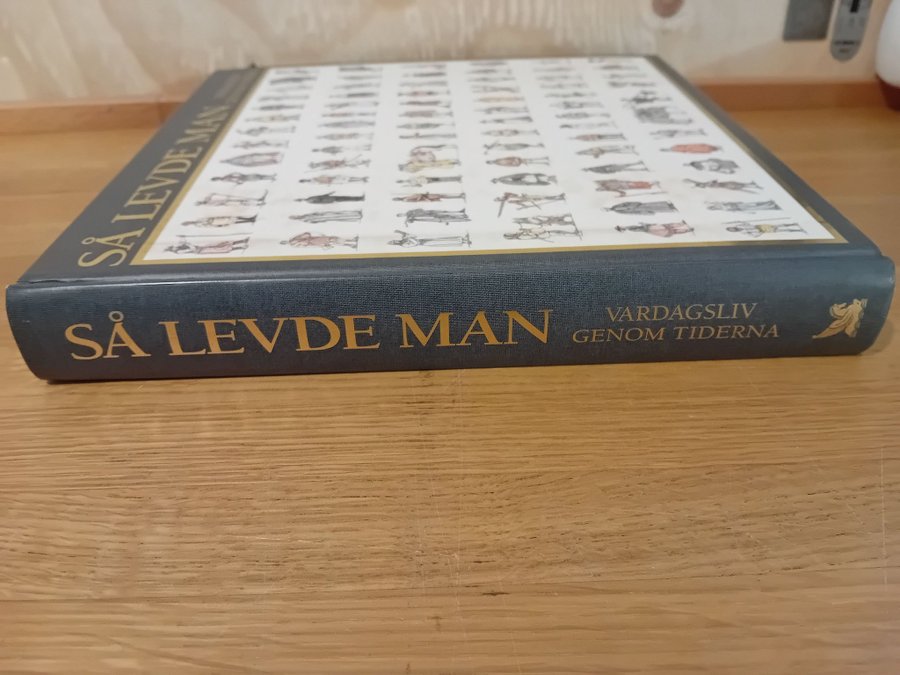 SÅ LEVDE MAN
SÅ LEVDE MAN
VARDAGSLIV
GENOM TIDERNA